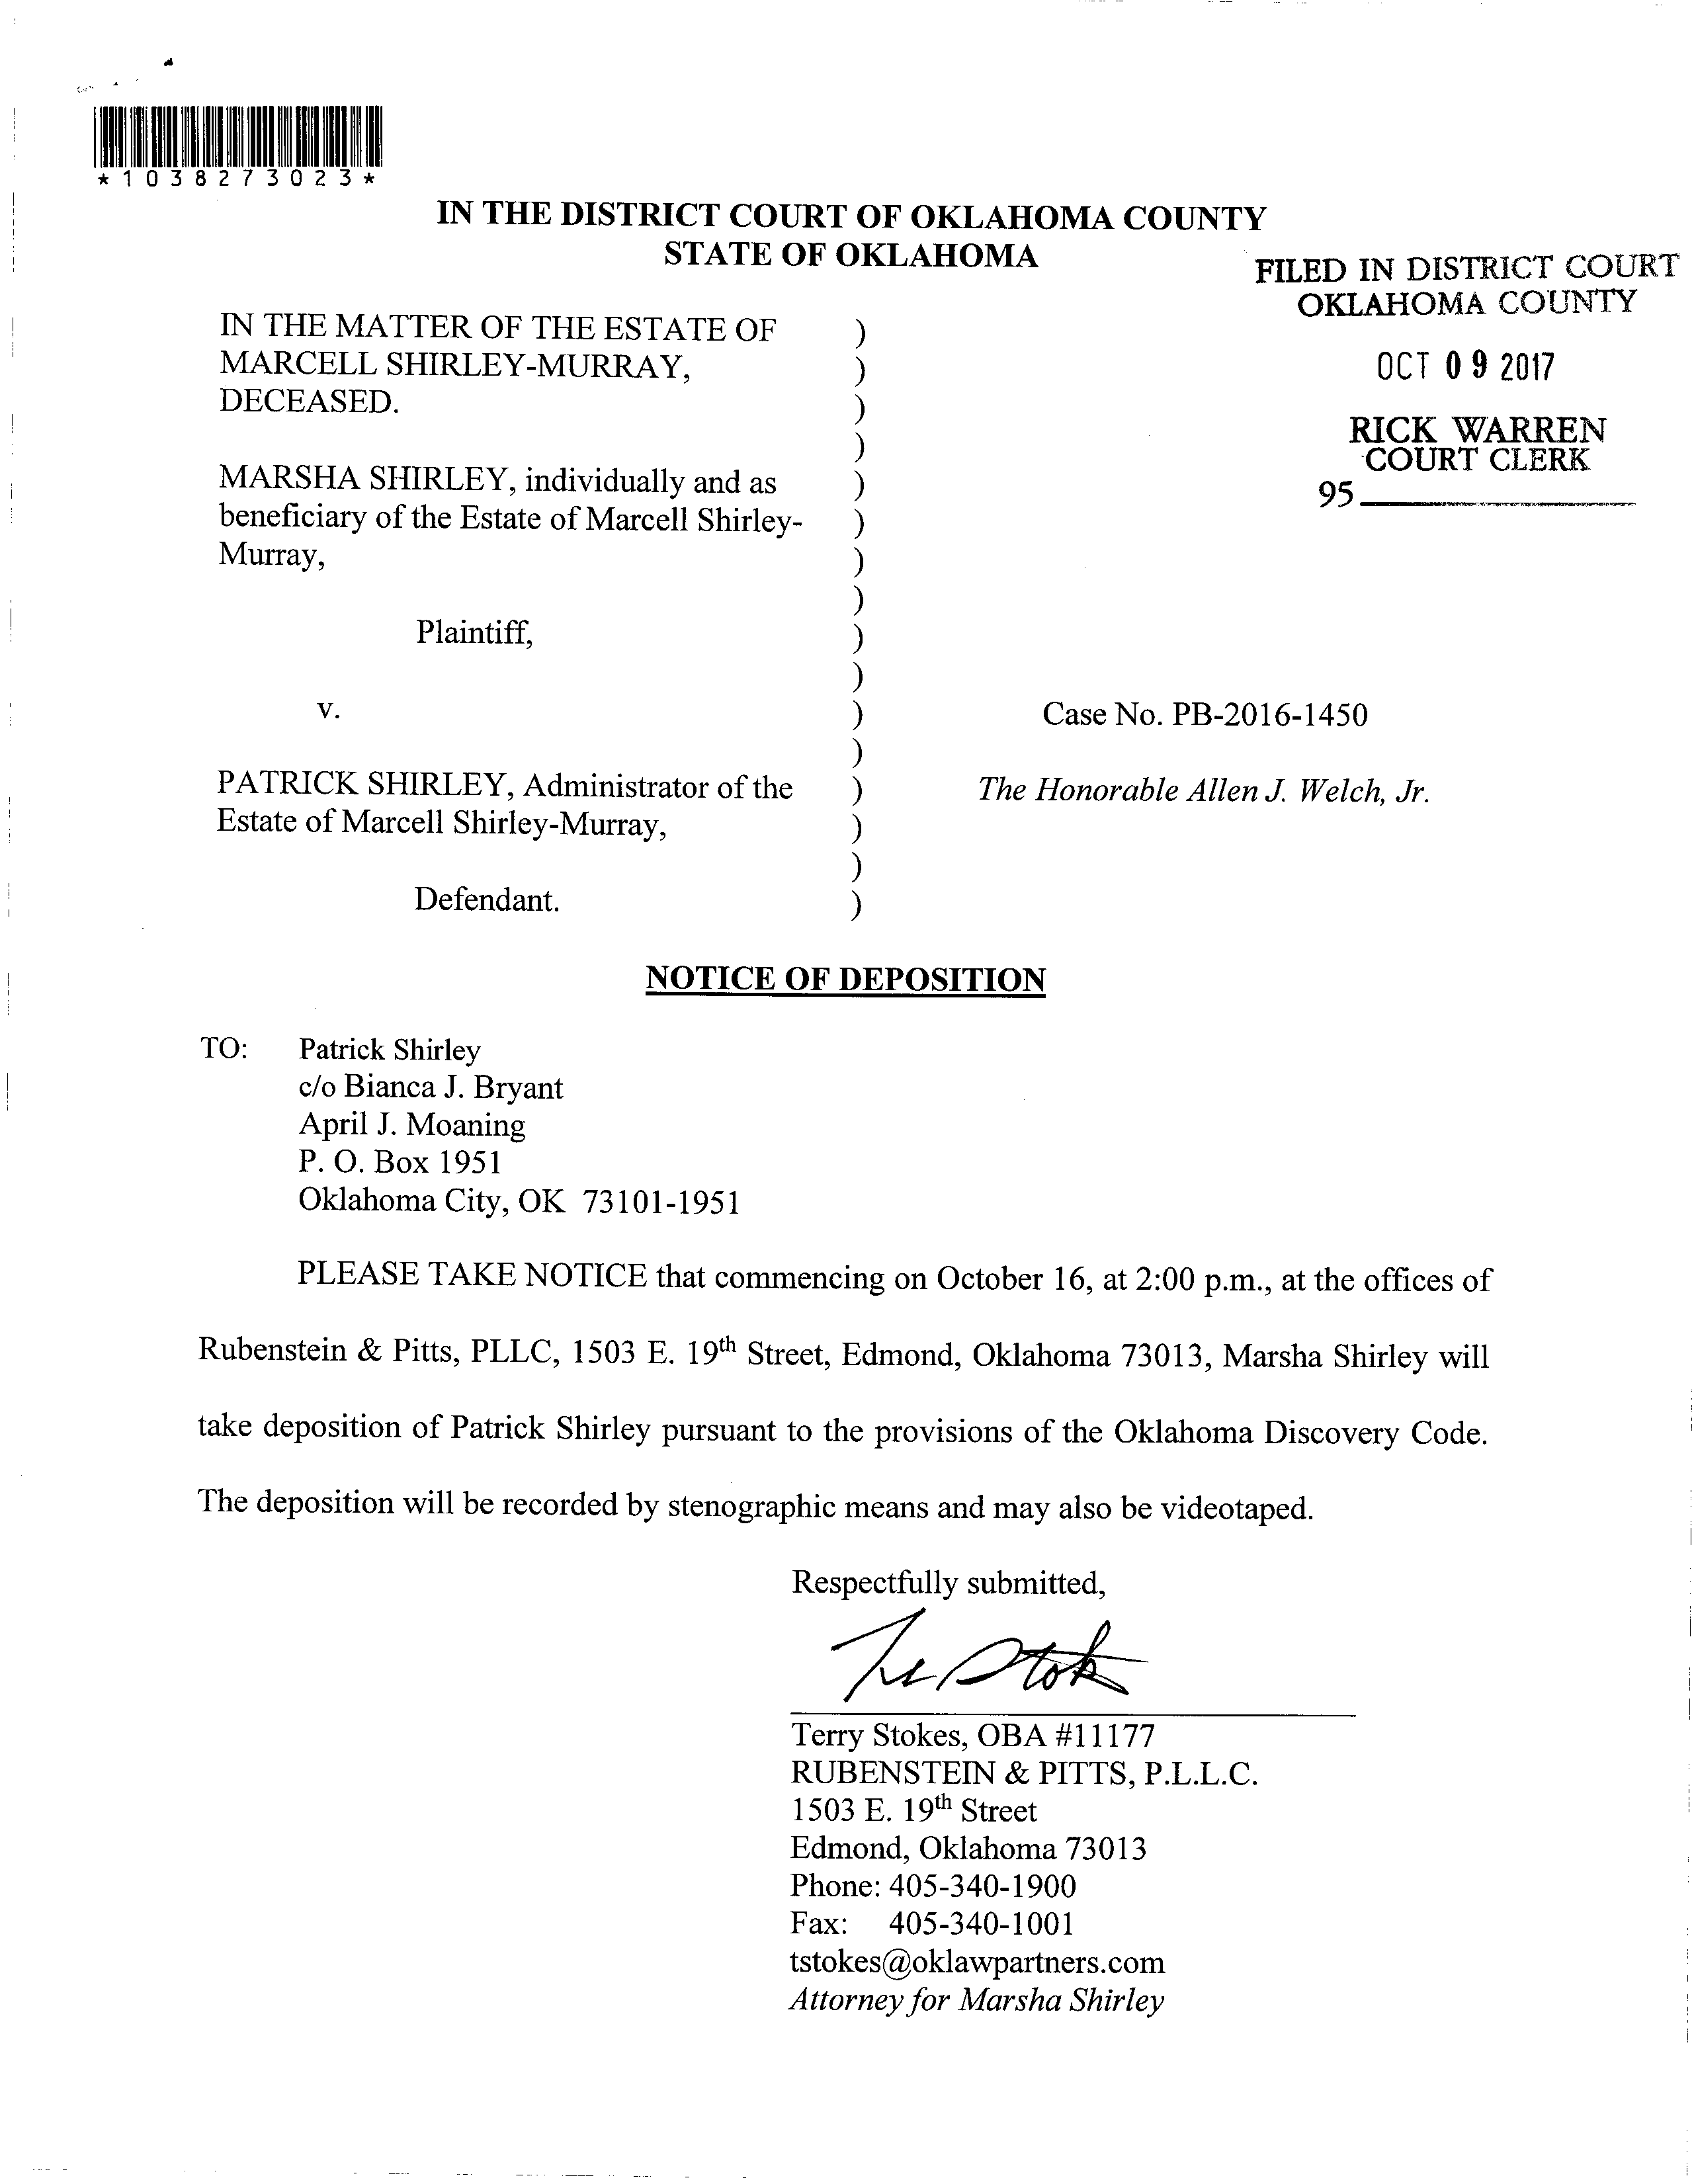 *1038273023*
IN THE DISTRICT COURT OF OKLAHOMA COUNTY
STATE OF OKLAHOMA
FILED IN DISTRICT COURT
OKLAHOMA COUNTY
OCT 09 2017
RICK WARREN
COURT CLERK
95
IN THE MATTER OF THE ESTATE OF )
MARCELL SHIRLEY-MURRAY, )
DECEASED. )
)
MARSHA SHIRLEY, individually and as )
beneficiary of the Estate of Marcell Shirley- )
Murray, )
)
Plaintiff, )
)
v. ) Case No. PB-2016-1450
)
PATRICK SHIRLEY, Administrator of the ) The Honorable Allen J. Welch, Jr.
Estate of Marcell Shirley-Murray, )
)
Defendant. )
NOTICE OF DEPOSITION
TO: Patrick Shirley
c/o Bianca J. Bryant
April J. Moaning
P. O. Box 1951
Oklahoma City, OK 73101-1951
PLEASE TAKE NOTICE that commencing on October 16, at 2:00 p.m., at the offices of
Rubenstein & Pitts, PLLC, 1503 E. 19th Street, Edmond, Oklahoma 73013, Marsha Shirley will
take deposition of Patrick Shirley pursuant to the provisions of the Oklahoma Discovery Code.
The deposition will be recorded by stenographic means and may also be videotaped.
Respectfully submitted,
Terry Stokes, OBA #11177
RUBENSTEIN & PITTS, P.L.L.C.
1503 E. 19th Street
Edmond, Oklahoma 73013
Phone: 405-340-1900
Fax: 405-340-1001
tstokes@oklawpartners.com
Attorney for Marsha Shirley